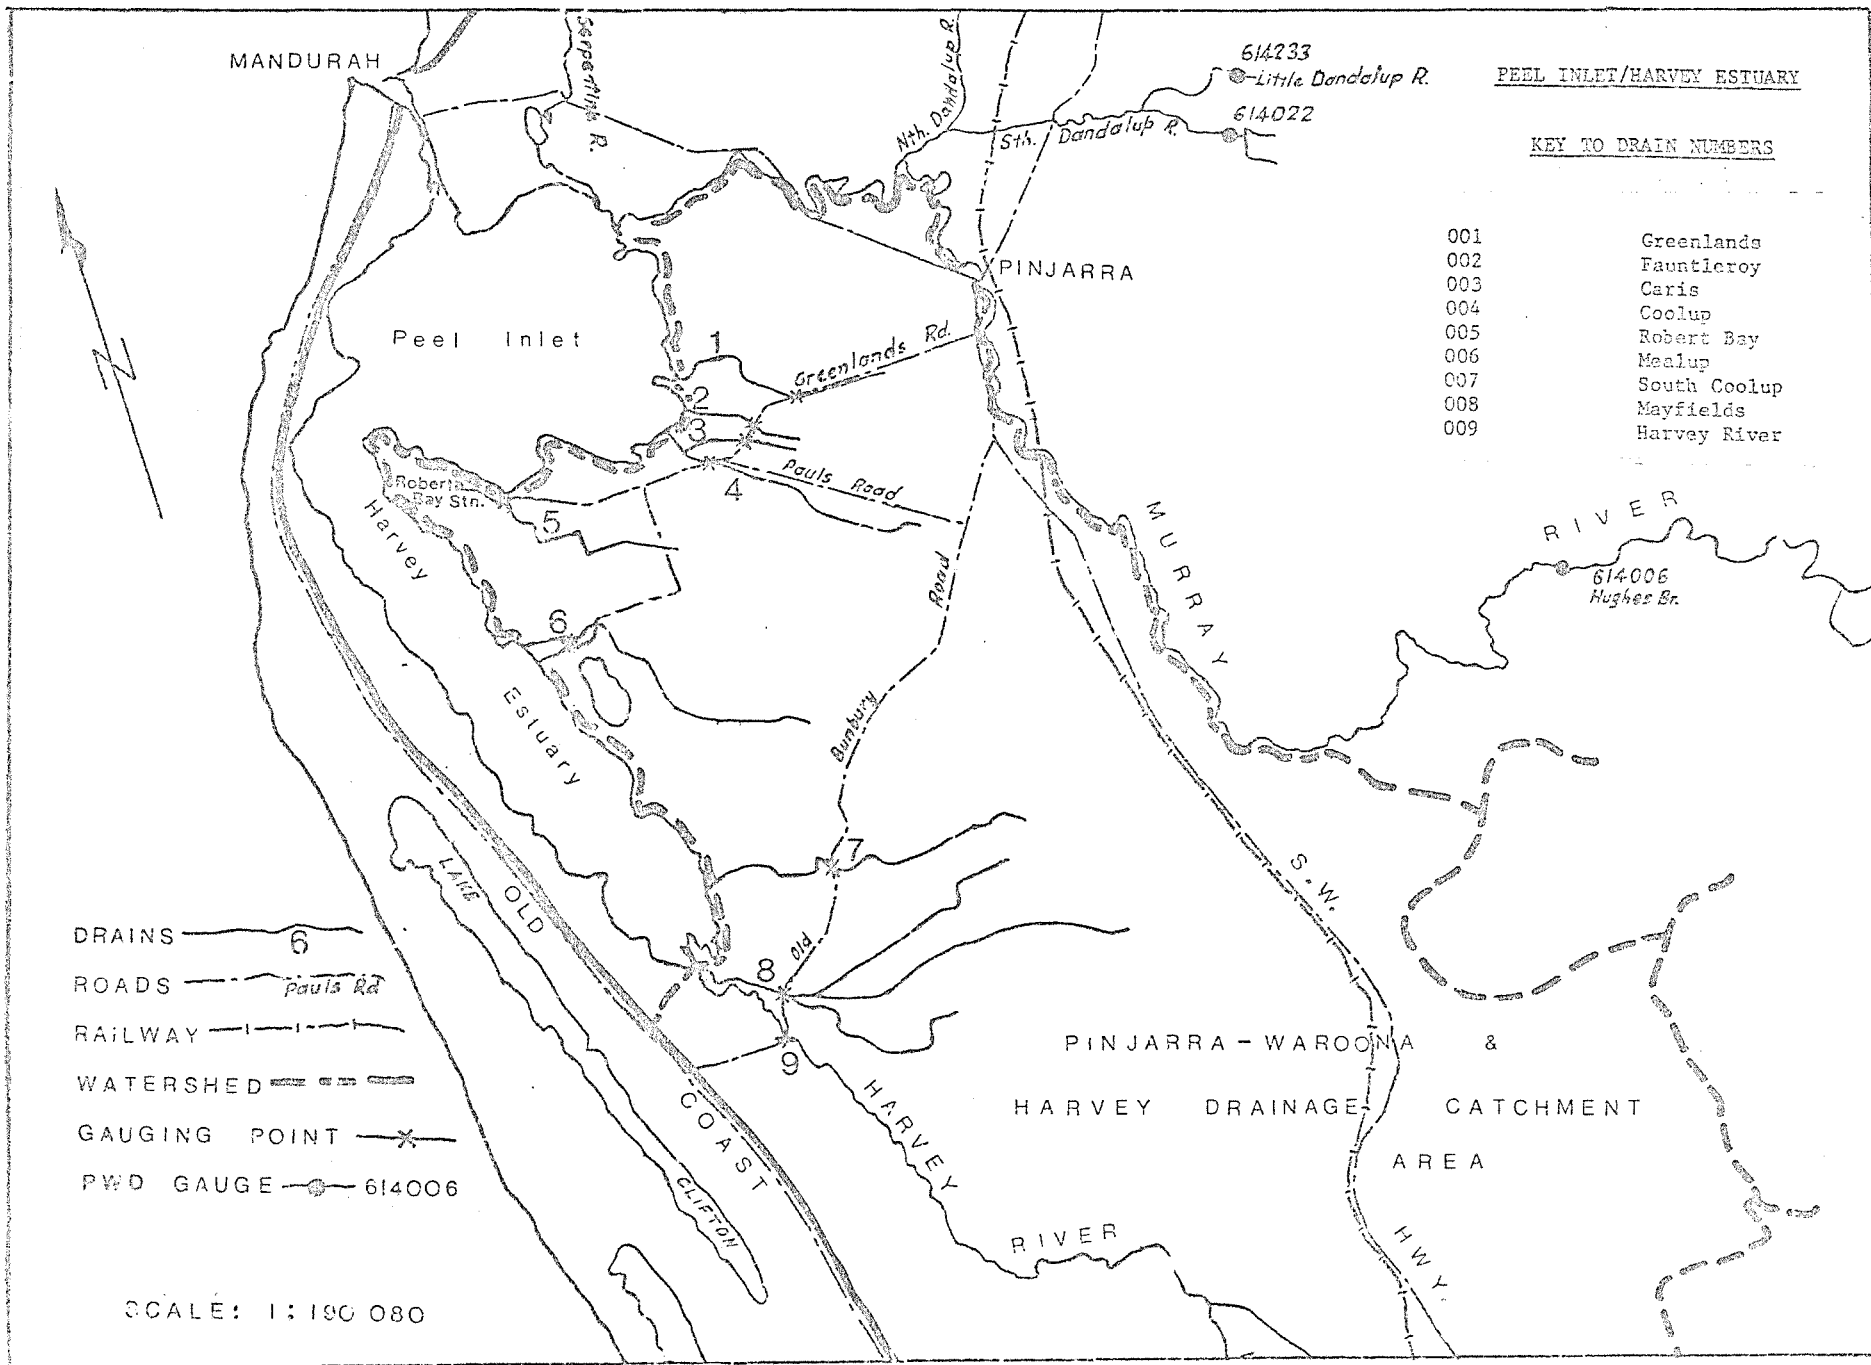 MANDURAH
Serpentine R.
Nth. Dandalup R.
Sth. Dandalup R.
614233
Little Dandalup R.
614022
PEEL INLET/HARVEY ESTUARY
KEY TO DRAIN NUMBERS
001 Greenlands
002 Fauntleroy
003 Caris
004 Coolup
005 Robert Bay
006 Mealup
007 South Coolup
008 Mayfields
009 Harvey River
N
PINJARRA
Peel Inlet
1
Greenlands Rd.
2
3
Pauls Road
4
Roberts
Bay Stn.
5
Harvey
Estuary
6
MURRAY
RIVER
614006
Hughes Br.
Old
Bunbury
Road
7
8
9
S.W.
HWY.
LAKE
CLIFTON
OLD
COAST
HARVEY
RIVER
PINJARRA-WAROONA &
HARVEY DRAINAGE CATCHMENT
AREA
DRAINS 6
ROADS Pauls Rd
RAILWAY
WATERSHED
GAUGING POINT
PWD GAUGE 614006
SCALE: 1:190 080